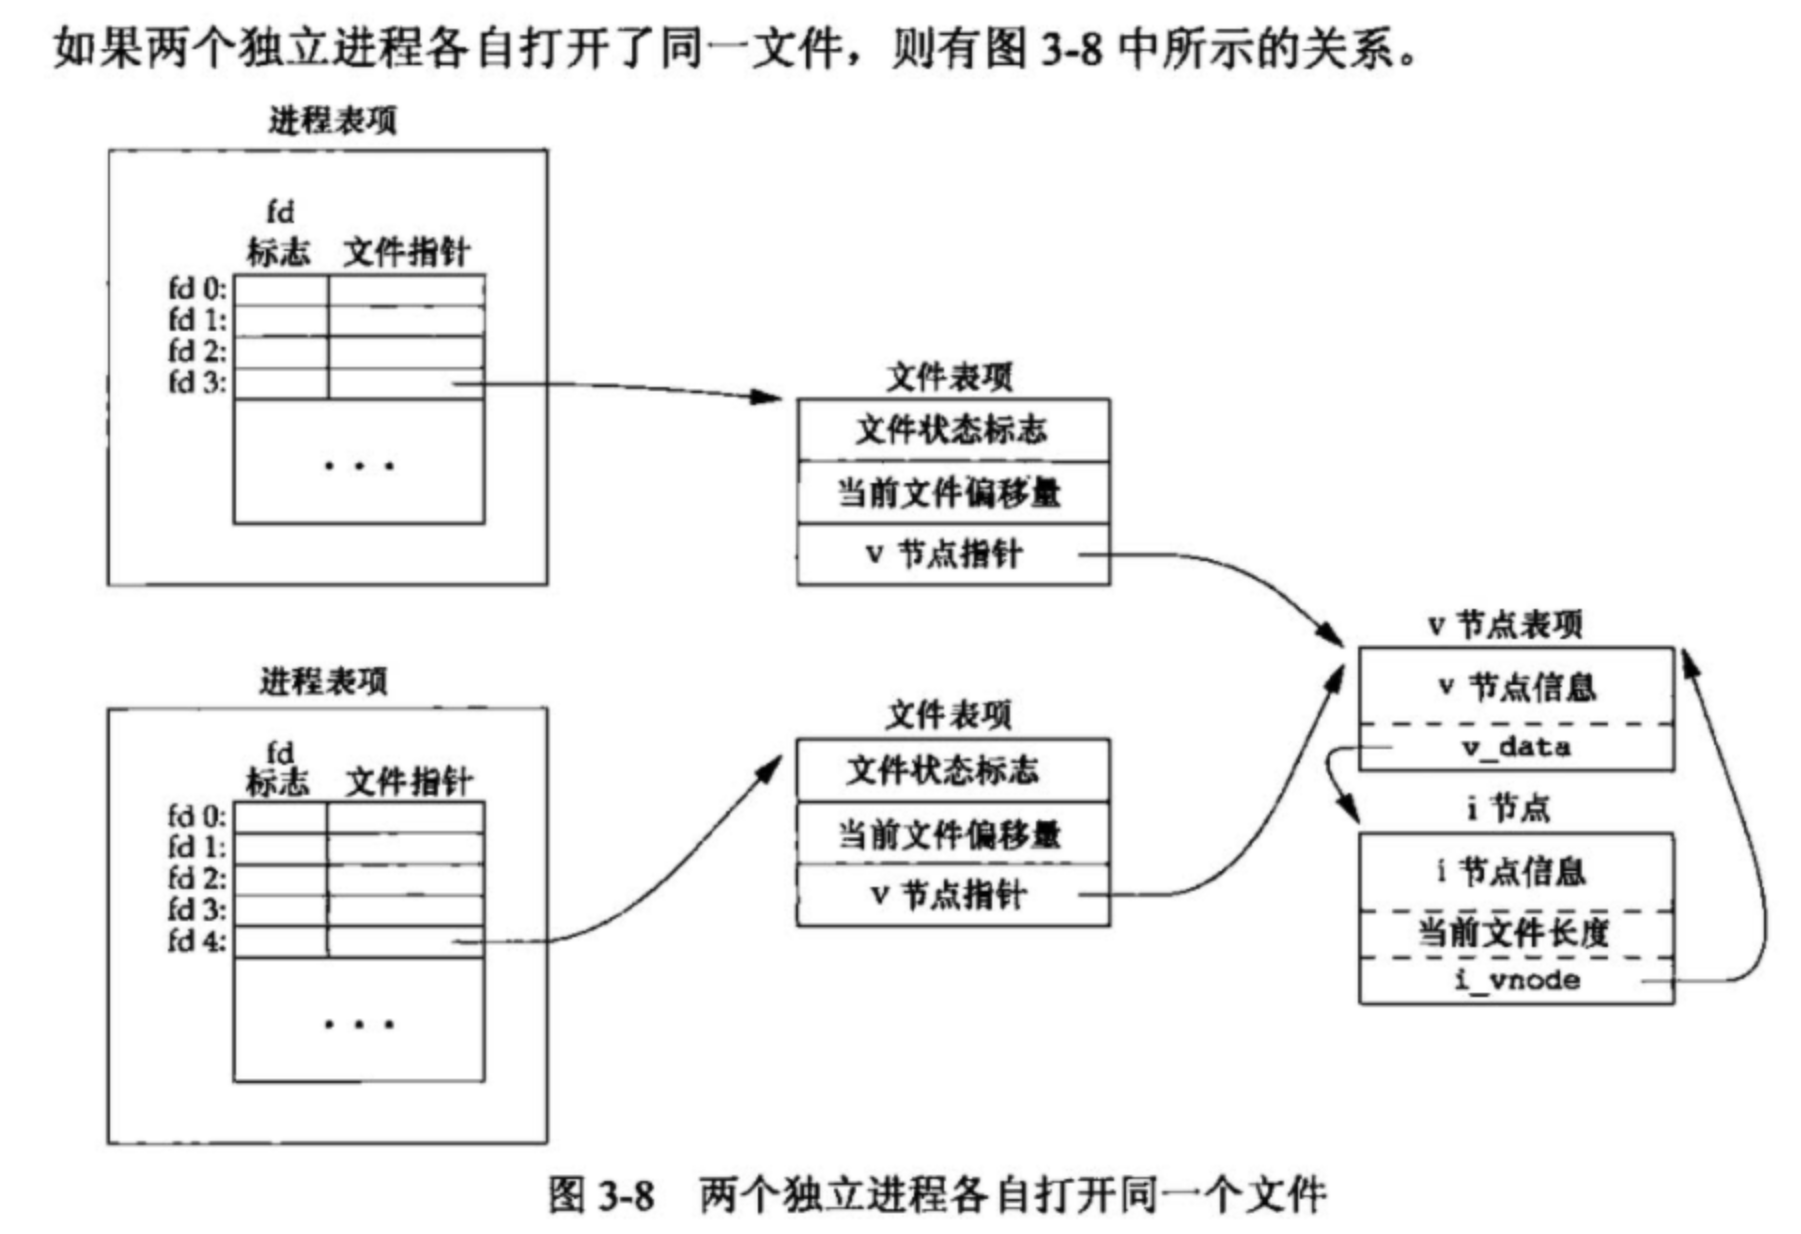 如果两个独立进程各自打开了同一文件，则有图 3-8 中所示的关系。
进程表项
fd
标志 文件指针
fd 0:
fd 1:
fd 2:
fd 3:
· · ·
文件表项
文件状态标志
当前文件偏移量
v 节点指针
进程表项
fd
标志 文件指针
fd 0:
fd 1:
fd 2:
fd 3:
fd 4:
· · ·
文件表项
文件状态标志
当前文件偏移量
v 节点指针
v 节点表项
v 节点信息
v_data
i 节点
i 节点信息
当前文件长度
i_vnode
图 3-8 两个独立进程各自打开同一个文件